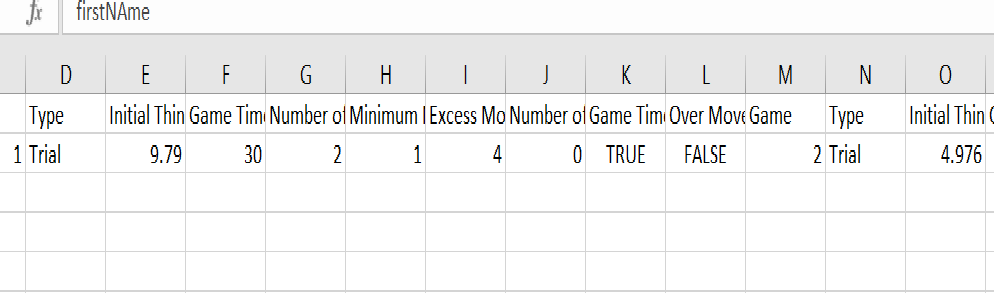 fx firstNAme
D E F G H I J K L M N O
Type Initial Thin Game Tim Number of Minimum Excess Mo Number of Game Tim Over Move Game Type Initial Thin
1 Trial 9.79 30 2 1 4 0 TRUE FALSE 2 Trial 4.976